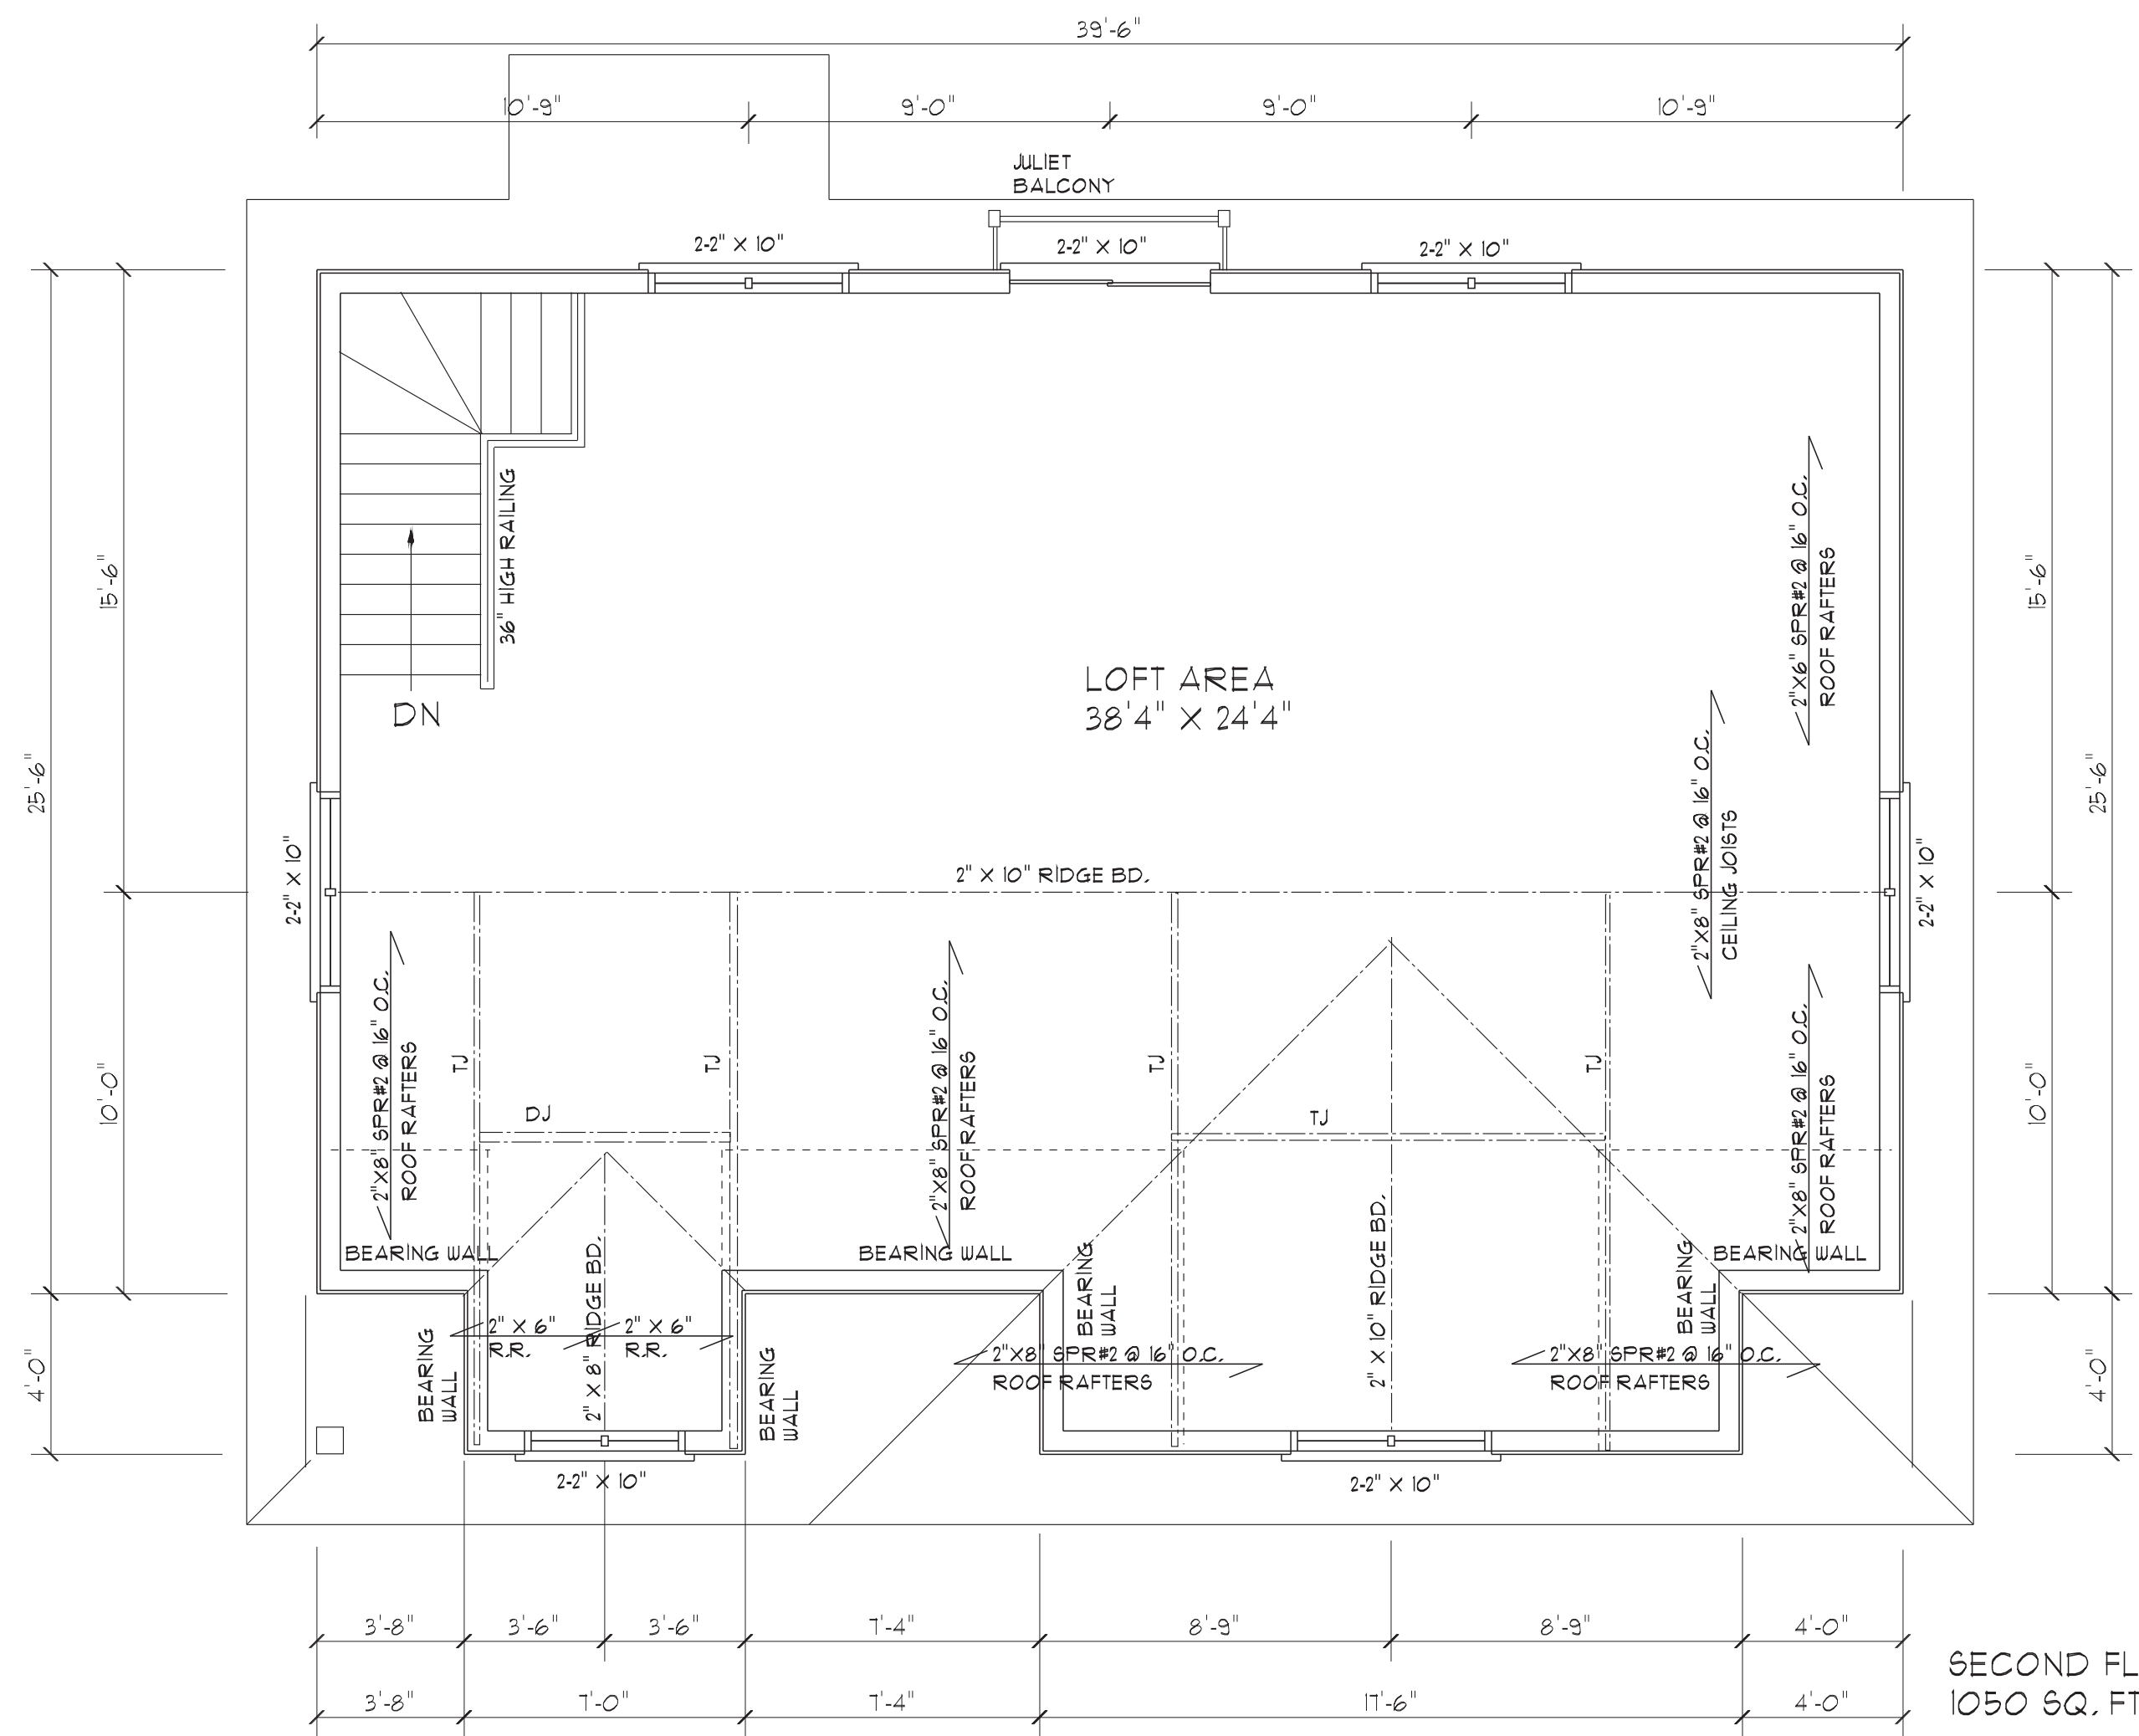 39'-6"
10'-9"
9'-0"
9'-0"
10'-9"
JULIET
BALCONY
2-2" X 10"
2-2" X 10"
2-2" X 10"
25'-6"
15'-6"
10'-0"
4'-0"
15'-6"
25'-6"
10'-0"
4'-0"
36" HIGH RAILING
DN
LOFT AREA
38'4" X 24'4"
2"X6" SPR#2 @ 16" O.C.
ROOF RAFTERS
2"X8" SPR#2 @ 16" O.C.
CEILING JOISTS
2-2" X 10"
2" X 10" RIDGE BD.
2-2" X 10"
2"X8" SPR#2 @ 16" O.C.
ROOF RAFTERS
TJ
TJ
2"X8" SPR#2 @ 16" O.C.
ROOF RAFTERS
TJ
TJ
2"X8" SPR#2 @ 16" O.C.
ROOF RAFTERS
DJ
TJ
BEARING WALL
BEARING WALL
BEARING WALL
2" X 8" RIDGE BD.
2" X 10" RIDGE BD.
BEARING
WALL
BEARING
WALL
BEARING
WALL
BEARING
WALL
2" X 6"
R.R.
2" X 6"
R.R.
2"X8" SPR#2 @ 16" O.C.
ROOF RAFTERS
2"X8" SPR#2 @ 16" O.C.
ROOF RAFTERS
2-2" X 10"
2-2" X 10"
3'-8"
3'-6"
3'-6"
7'-4"
8'-9"
8'-9"
4'-0"
3'-8"
7'-0"
7'-4"
17'-6"
4'-0"
SECOND FL
1050 SQ. FT